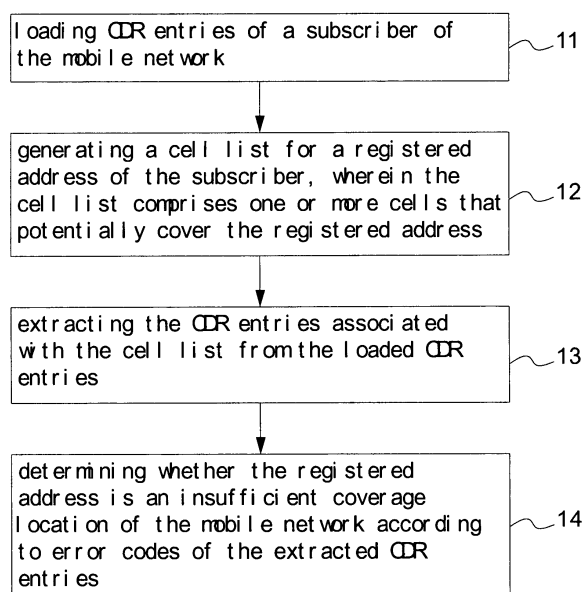 loading CDR entries of a subscriber of
the mobile network
11
generating a cell list for a registered
address of the subscriber, wherein the
cell list comprises one or more cells that
potentially cover the registered address
12
extracting the CDR entries associated
with the cell list from the loaded CDR
entries
13
determining whether the registered
address is an insufficient coverage
location of the mobile network according
to error codes of the extracted CDR
entries
14